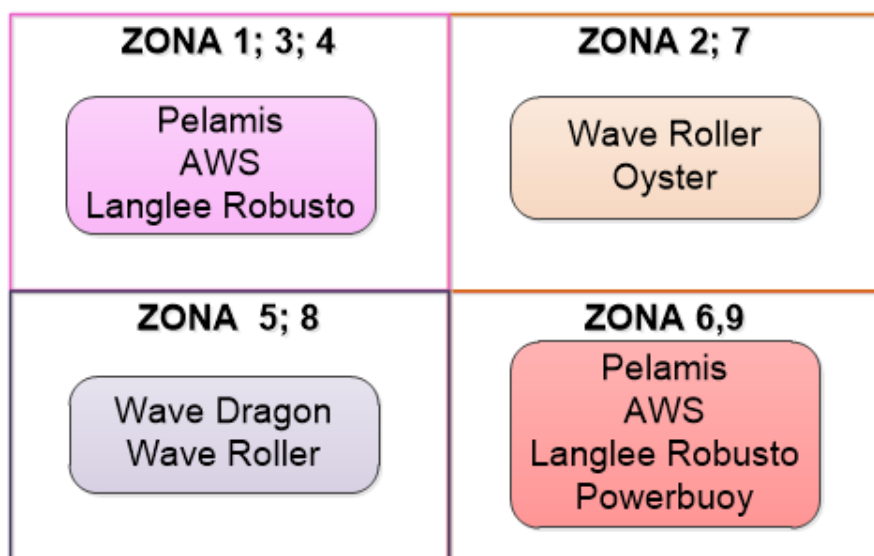 ZONA 1; 3; 4
Pelamis
AWS
Langlee Robusto
ZONA 2; 7
Wave Roller
Oyster
ZONA 5; 8
Wave Dragon
Wave Roller
ZONA 6,9
Pelamis
AWS
Langlee Robusto
Powerbuoy